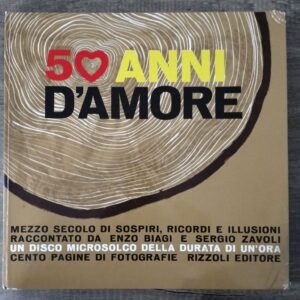 50 ANNI
D'AMORE
MEZZO SECOLO DI SOSPIRI, RICORDI E ILLUSIONI
RACCONTATO DA ENZO BIAGI E SERGIO ZAVOLI
UN DISCO MICROSOLCO DELLA DURATA DI UN'ORA
CENTO PAGINE DI FOTOGRAFIE RIZZOLI EDITORE